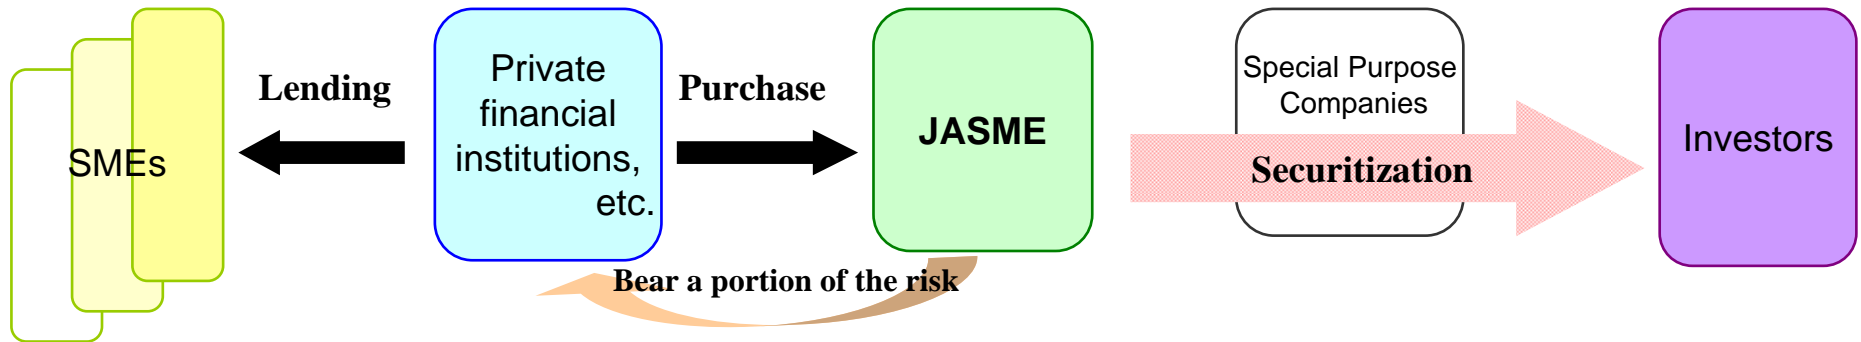 SMEs
Lending
Private
financial
institutions,
etc.
Purchase
JASME
Bear a portion of the risk
Special Purpose
Companies
Securitization
Investors